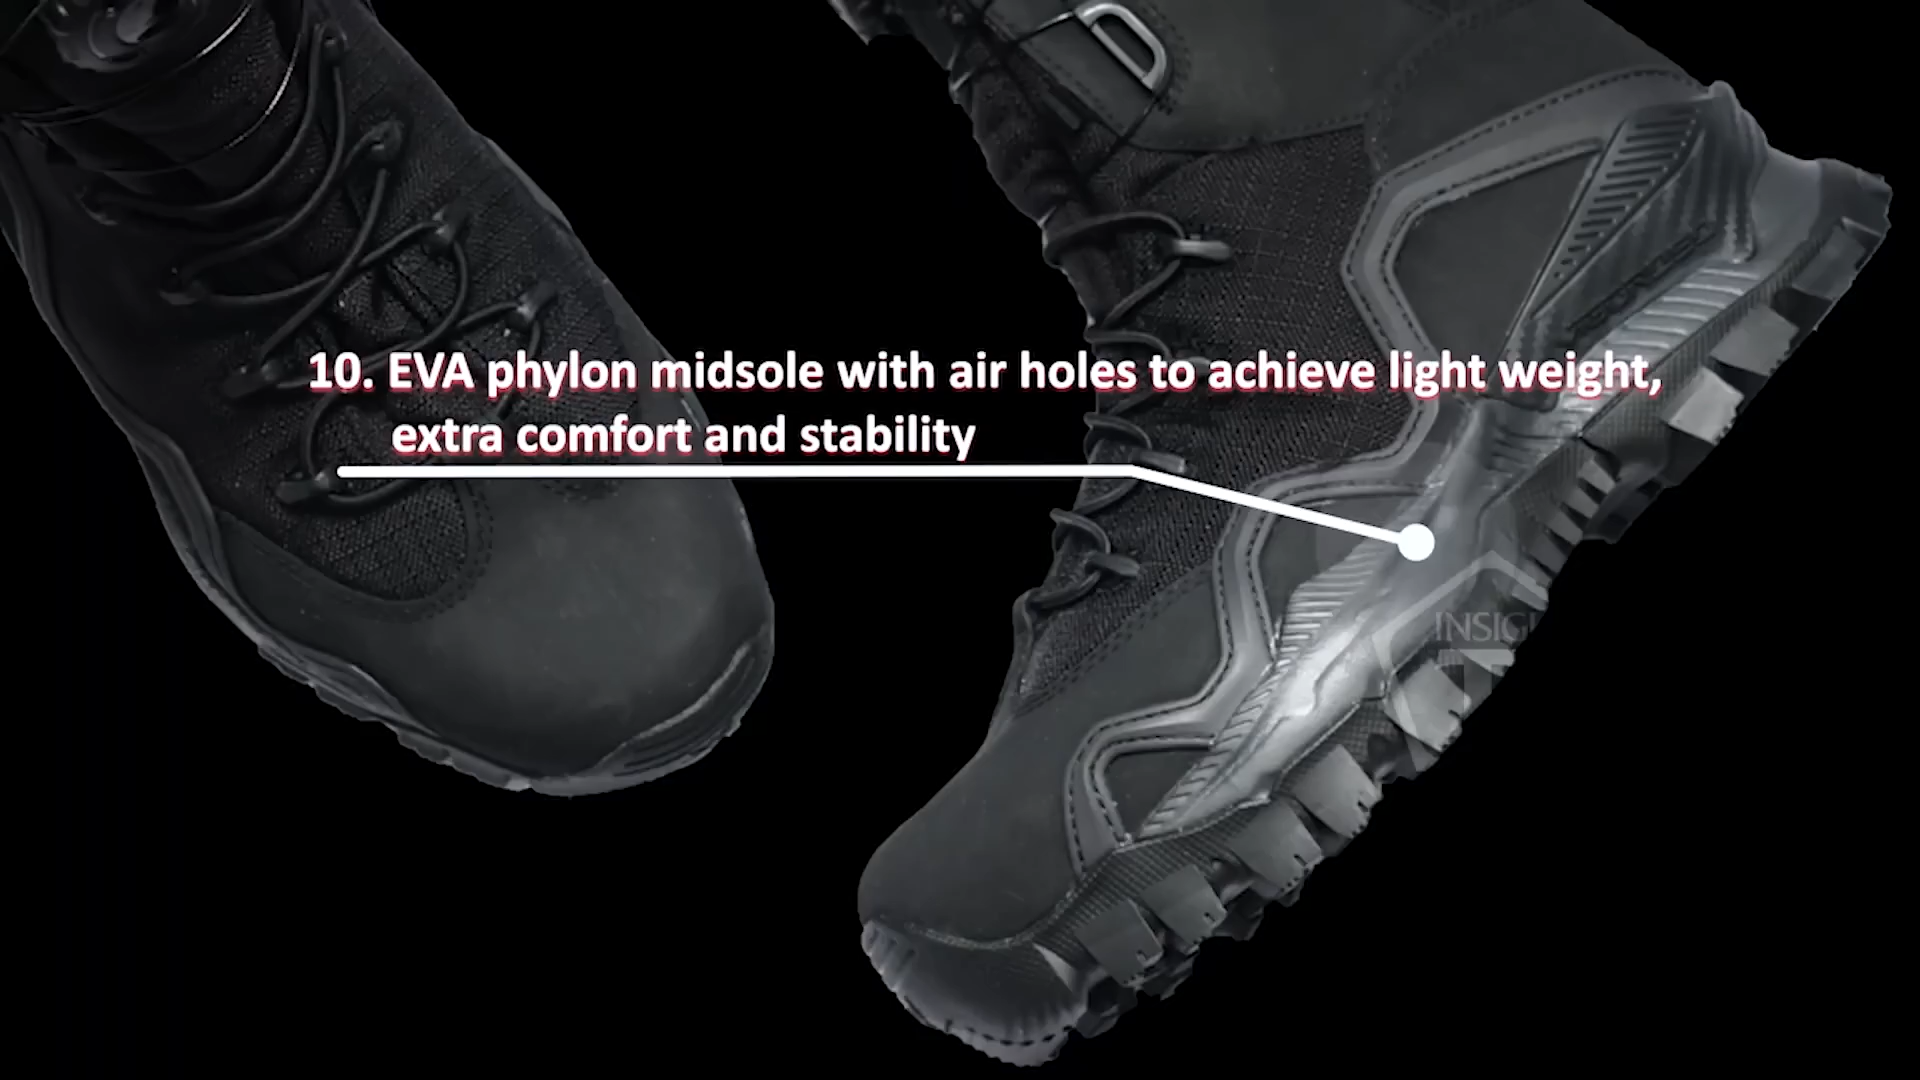 10. EVA phylon midsole with air holes to achieve light weight,
extra comfort and stability